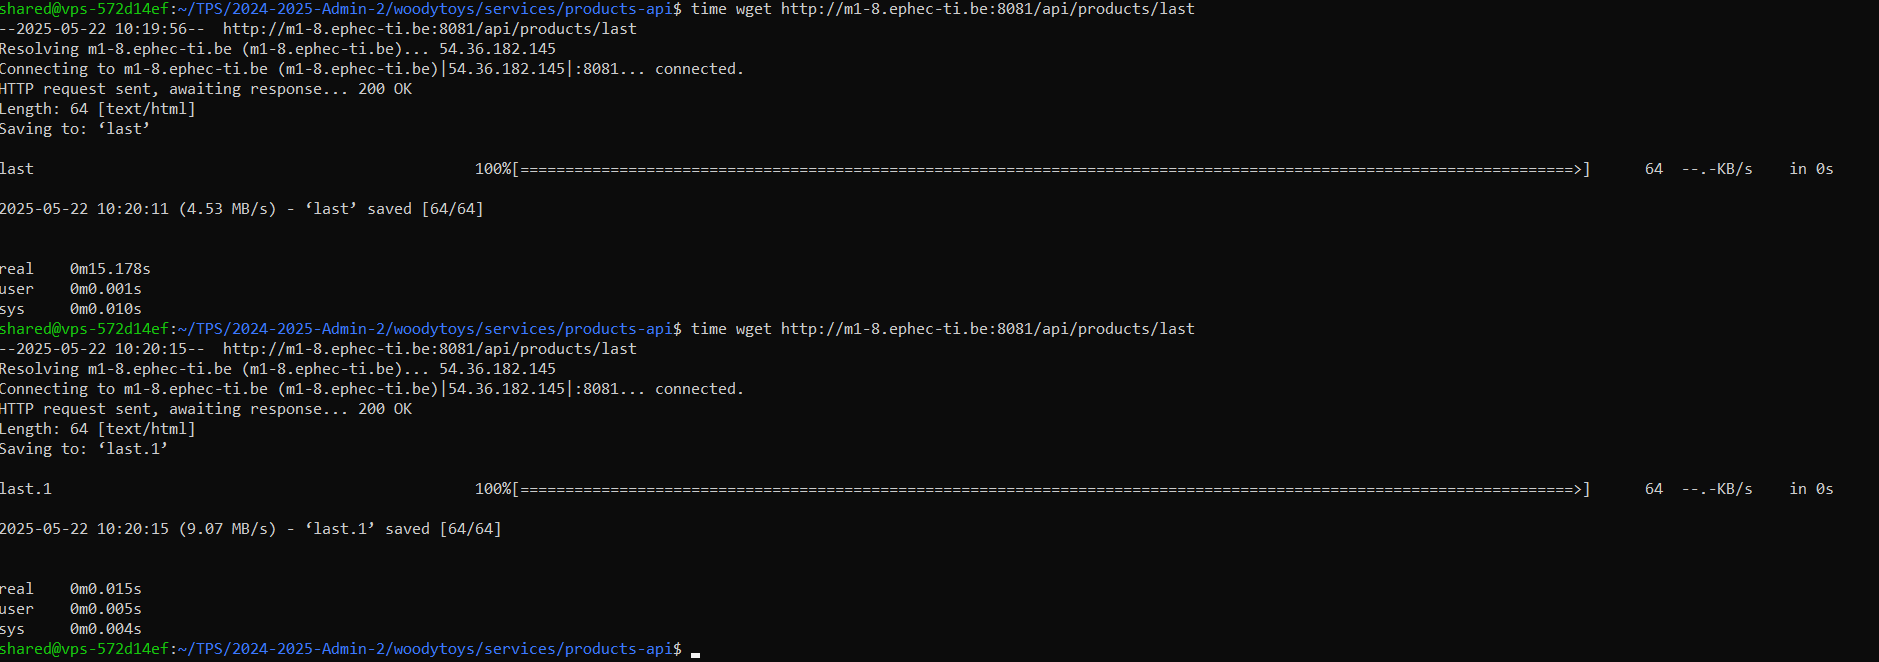 shared@vps-572d14ef:~/TPS/2024-2025-Admin-2/woodytoys/services/products-api$ time wget http://m1-8.ephec-ti.be:8081/api/products/last
--2025-05-22 10:19:56--  http://m1-8.ephec-ti.be:8081/api/products/last
Resolving m1-8.ephec-ti.be (m1-8.ephec-ti.be)... 54.36.182.145
Connecting to m1-8.ephec-ti.be (m1-8.ephec-ti.be)|54.36.182.145|:8081... connected.
HTTP request sent, awaiting response... 200 OK
Length: 64 [text/html]
Saving to: ‘last’
last 100%[=====================================================================================================================>] 64 --.-KB/s in 0s
2025-05-22 10:20:11 (4.53 MB/s) - ‘last’ saved [64/64]
real 0m15.178s
user 0m0.001s
sys 0m0.010s
shared@vps-572d14ef:~/TPS/2024-2025-Admin-2/woodytoys/services/products-api$ time wget http://m1-8.ephec-ti.be:8081/api/products/last
--2025-05-22 10:20:15--  http://m1-8.ephec-ti.be:8081/api/products/last
Resolving m1-8.ephec-ti.be (m1-8.ephec-ti.be)... 54.36.182.145
Connecting to m1-8.ephec-ti.be (m1-8.ephec-ti.be)|54.36.182.145|:8081... connected.
HTTP request sent, awaiting response... 200 OK
Length: 64 [text/html]
Saving to: ‘last.1’
last.1 100%[=====================================================================================================================>] 64 --.-KB/s in 0s
2025-05-22 10:20:15 (9.07 MB/s) - ‘last.1’ saved [64/64]
real 0m0.015s
user 0m0.005s
sys 0m0.004s
shared@vps-572d14ef:~/TPS/2024-2025-Admin-2/woodytoys/services/products-api$